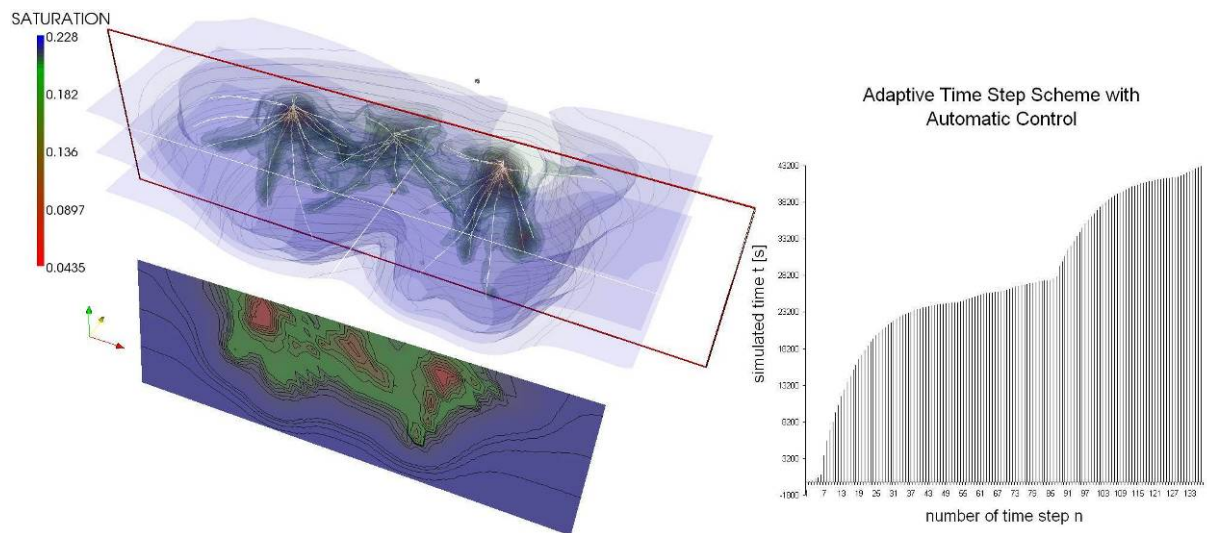 SATURATION
0.228
0.182
0.136
0.0897
0.0435
Adaptive Time Step Scheme with
Automatic Control
simulated time t [s]
43200
38200
33200
28200
23200
18200
13200
8200
3200
-1800
1 7 13 19 25 31 37 43 49 55 61 67 73 79 85 91 97 103 109 115 121 127 133
number of time step n